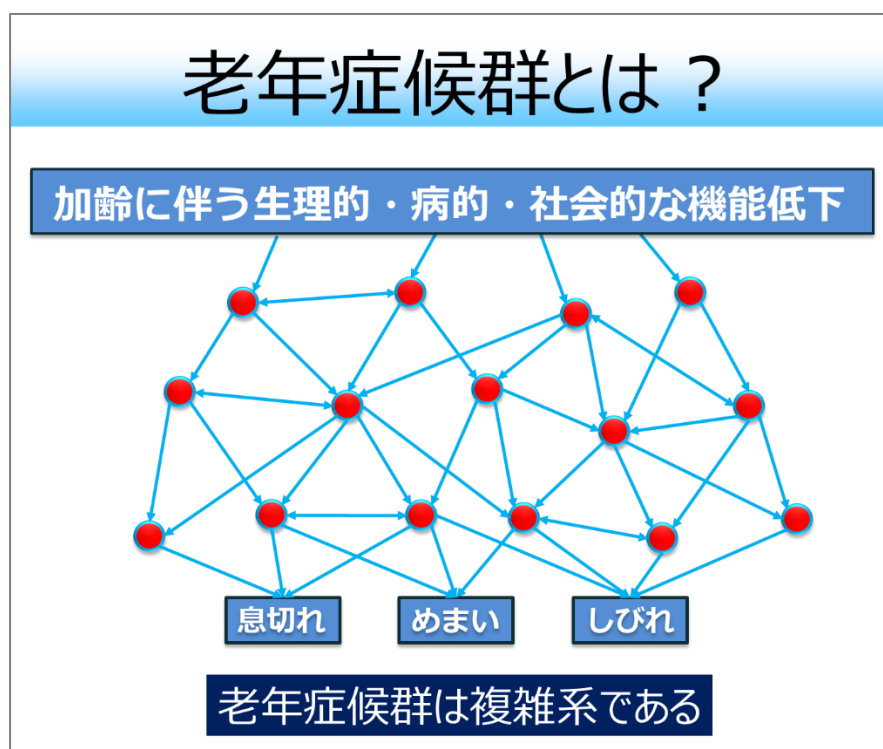 老年症候群とは？
加齢に伴う生理的・病的・社会的な機能低下
息切れ
めまい
しびれ
老年症候群は複雑系である